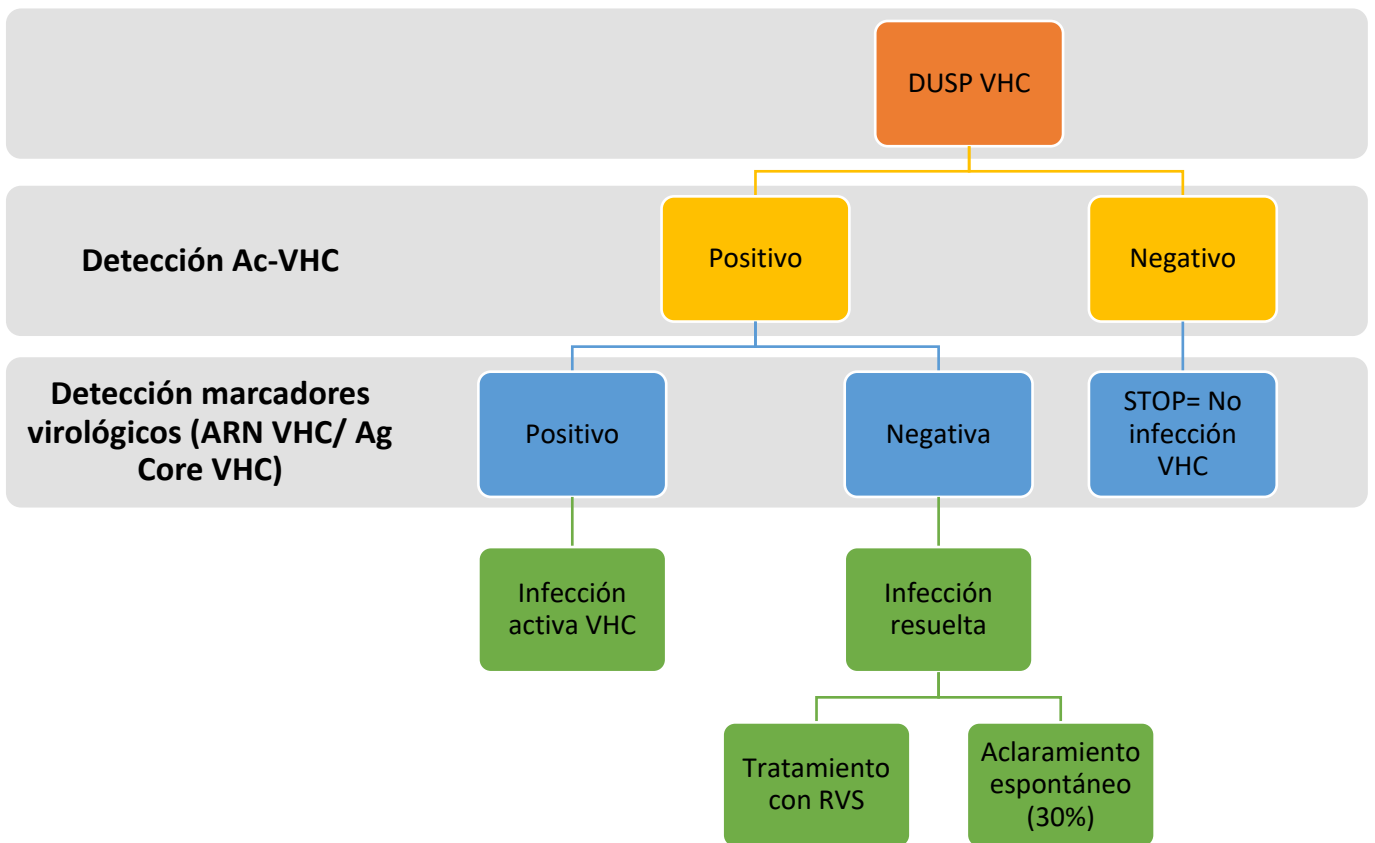 DUSP VHC
Detección Ac-VHC
Positivo
Negativo
Detección marcadores
virológicos (ARN VHC/ Ag
Core VHC)
Positivo
Negativa
STOP= No
infección
VHC
Infección
activa VHC
Infección
resuelta
Tratamiento
con RVS
Aclaramiento
espontáneo
(30%)